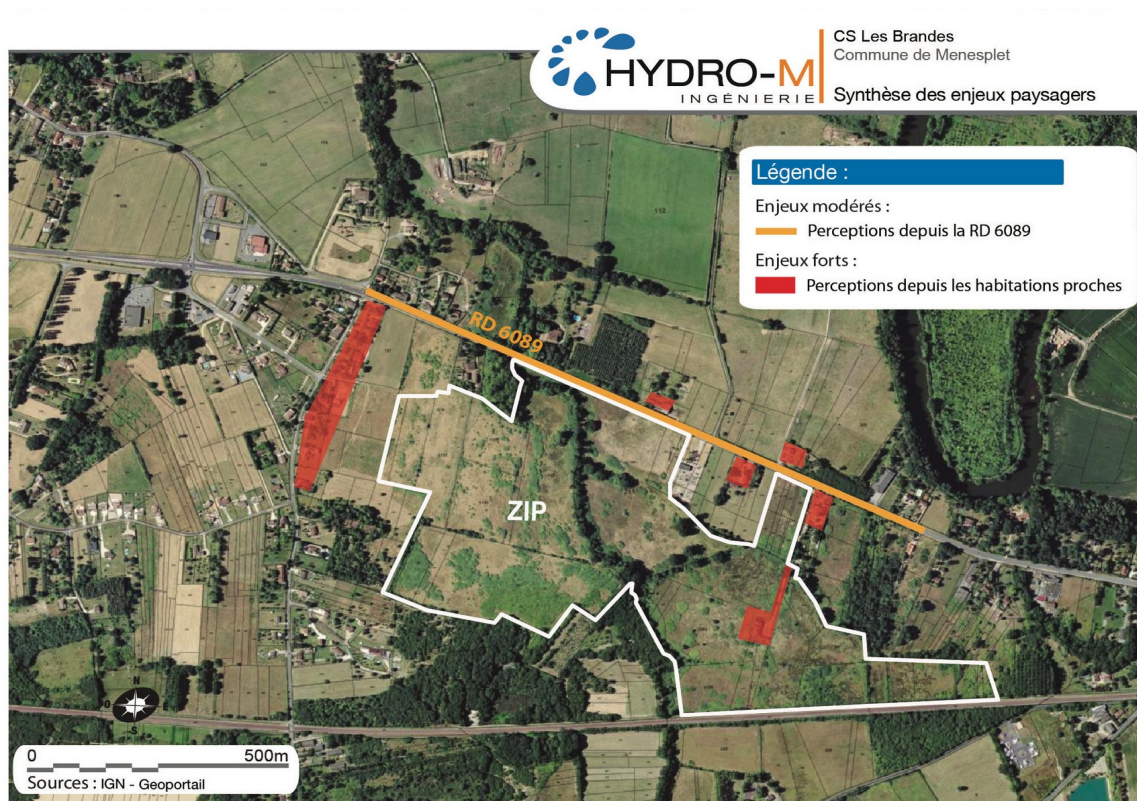 HYDRO-M
INGÉNIERIE
CS Les Brandes
Commune de Menesplet
Synthèse des enjeux paysagers
Légende :
Enjeux modérés :
Perceptions depuis la RD 6089
Enjeux forts :
Perceptions depuis les habitations proches
RD 6089
ZIP
N
O
S
0 500m
Sources : IGN - Geoportail